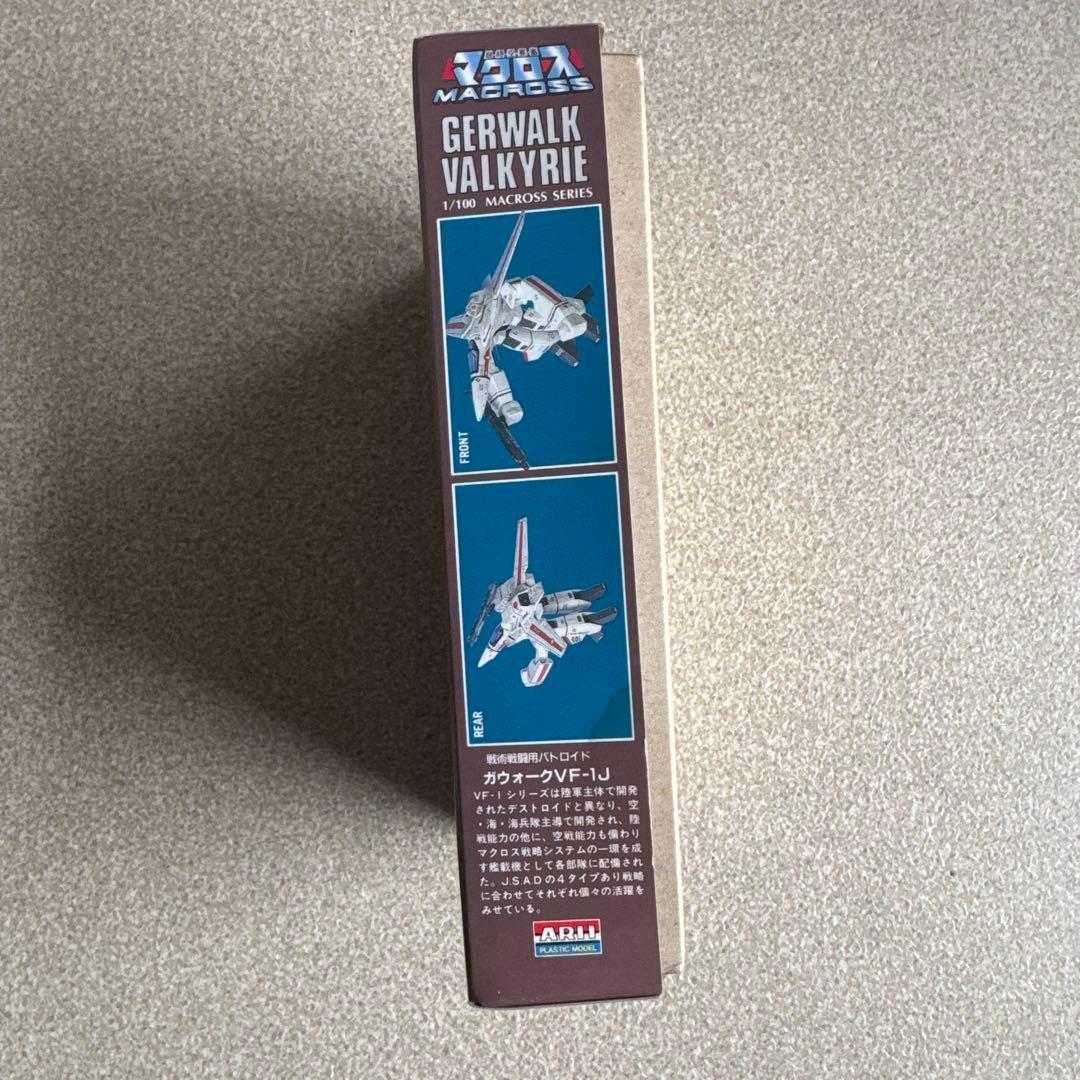 超時空要塞
マクロス
MACROSS
GERWALK
VALKYRIE
1/100 MACROSS SERIES
FRONT
REAR
戦術戦闘用バトロイド
ガウォークVF-1J
VF-1シリーズは陸軍主体で開発
されたデストロイドと異なり、空
・海・海兵隊主導で開発され、陸
戦能力の他に、空戦能力も備わり
マクロス戦略システムの一環を成
す艦載機として各部隊に配備され
た。J.S.A.Dの4タイプあり戦略
に合わせてそれぞれ個々の活躍を
みせている。
ARII
PLASTIC MODEL